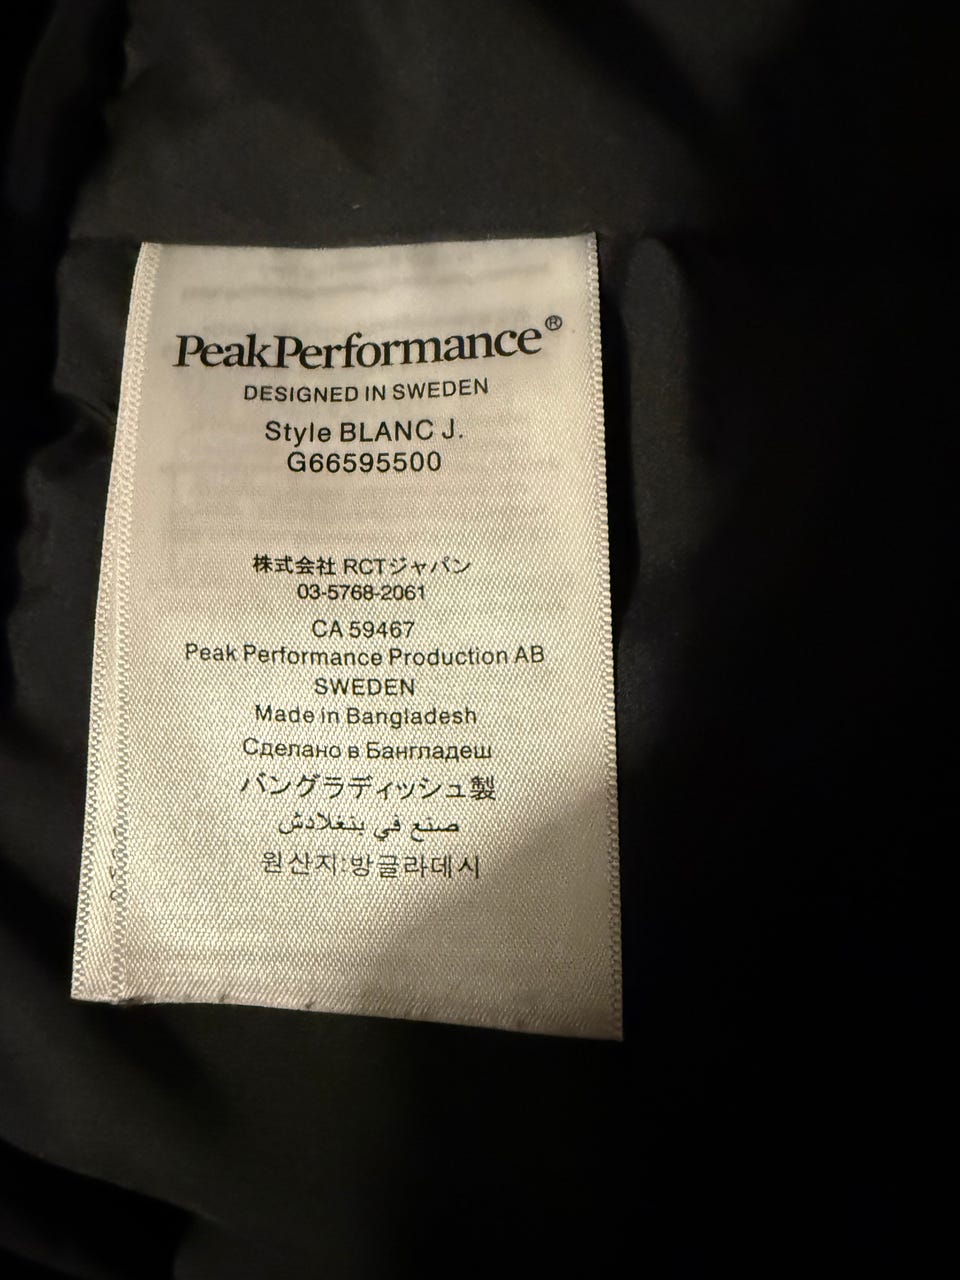 PeakPerformance®
DESIGNED IN SWEDEN
Style BLANC J.
G66595500
株式会社 RCTジャパン
03-5768-2061
CA 59467
Peak Performance Production AB
SWEDEN
Made in Bangladesh
Сделано в Бангладеш
バングラディッシュ製
صنع في بنغلادش
원산지:방글라데시